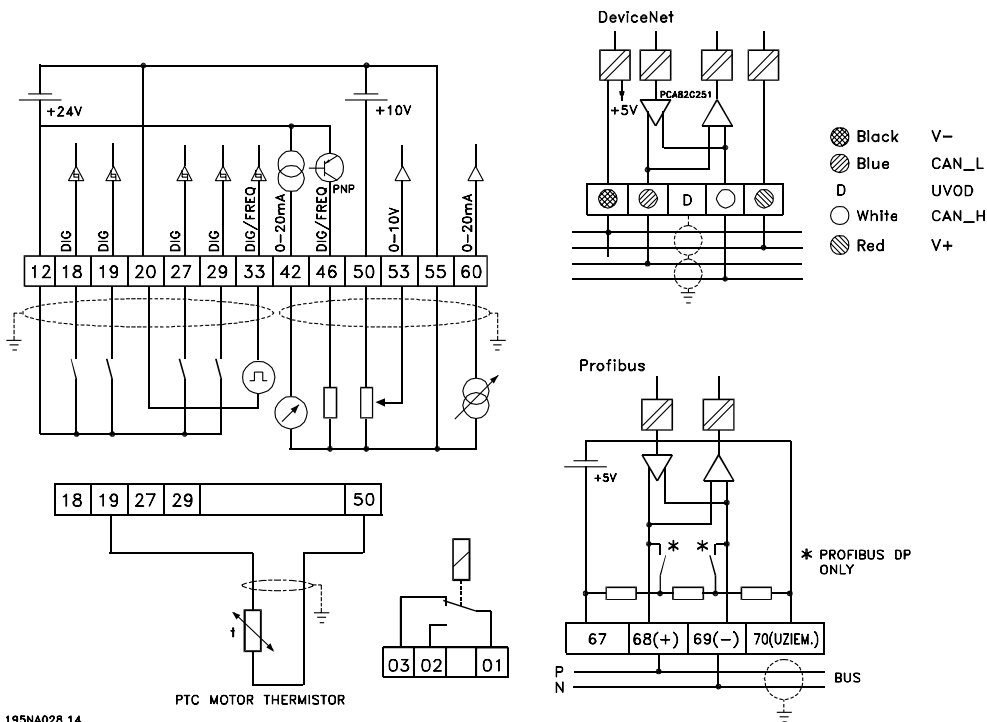 DeviceNet
+24V
+10V
PNP
DIG
DIG
DIG
DIG
DIG/FREQ
0-20mA
DIG/FREQ
0-10V
0-20mA
12 18 19 20 27 29 33 42 46 50 53 55 60
+5V
PCA82C251
D
Black V-
Blue CAN_L
D UVOD
White CAN_H
Red V+
18 19 27 29 50
t
PTC MOTOR THERMISTOR
03 02 01
Profibus
+5V
* *
* PROFIBUS DP
ONLY
67 68(+) 69(-) 70(UZIEM.)
P
N
BUS
195NA028.14